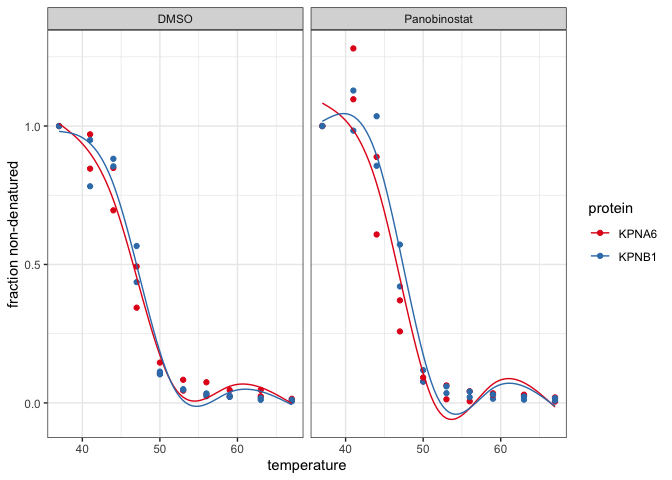 DMSO
Panobinostat
1.0
0.5
0.0
fraction non-denatured
40
50
60
40
50
60
temperature
protein
KPNA6
KPNB1